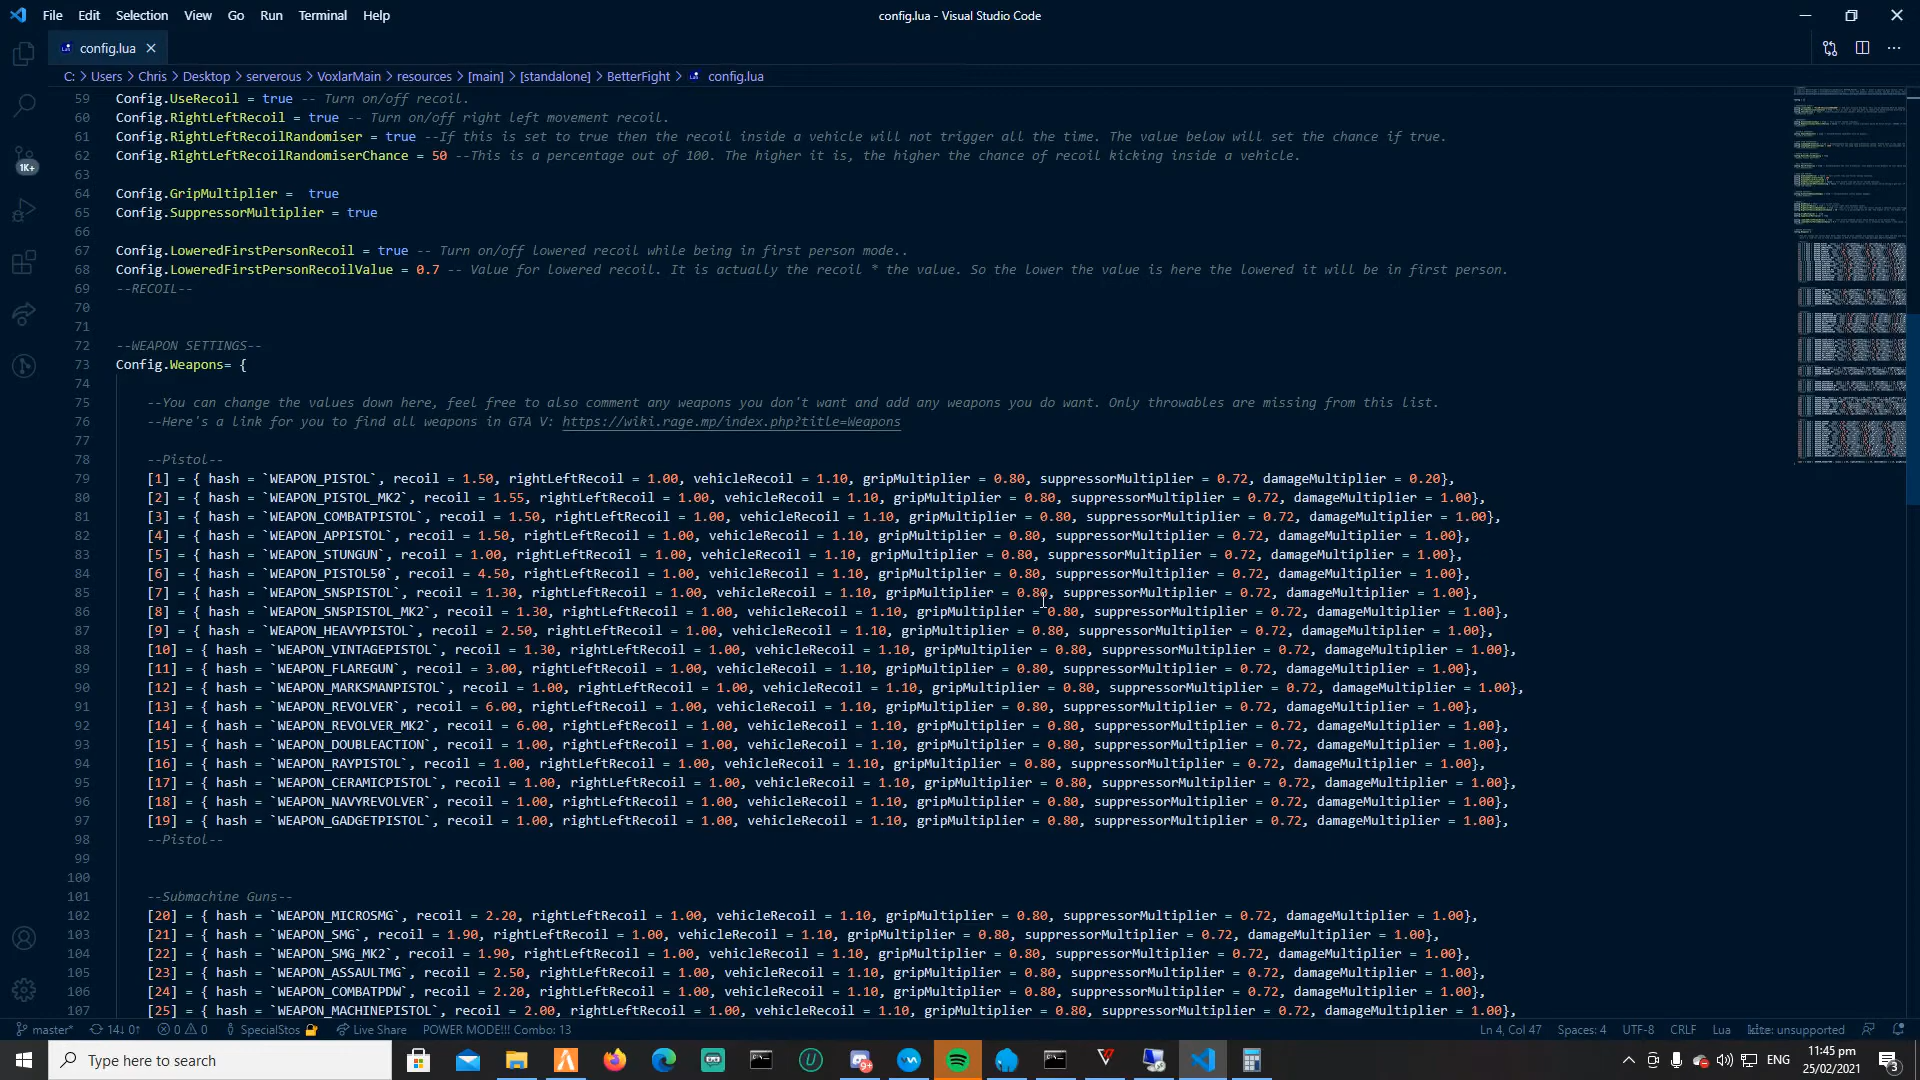 File Edit Selection View Go Run Terminal Help
config.lua - Visual Studio Code
config.lua
C: > Users > Chris > Desktop > serverous > VoxlarMain > resources > [main] > [standalone] > BetterFight > config.lua
59 Config.UseRecoil = true -- Turn on/off recoil.
60 Config.RightLeftRecoil = true -- Turn on/off right left movement recoil.
61 Config.RightLeftRecoilRandomiser = true --If this is set to true then the recoil inside a vehicle will not trigger all the time. The value below will set the chance if true.
62 Config.RightLeftRecoilRandomiserChance = 50 --This is a percentage out of 100. The higher it is, the higher the chance of recoil kicking inside a vehicle.
63
64 Config.GripMultiplier =  true
65 Config.SuppressorMultiplier = true
66
67 Config.LoweredFirstPersonRecoil = true -- Turn on/off lowered recoil while being in first person mode..
68 Config.LoweredFirstPersonRecoilValue = 0.7 -- Value for lowered recoil. It is actually the recoil * the value. So the lower the value is here the lowered it will be in first person.
69 --RECOIL--
70
71
72 --WEAPON SETTINGS--
73 Config.Weapons= {
74
75 --You can change the values down here, feel free to also comment any weapons you don't want and add any weapons you do want. Only throwables are missing from this list.
76 --Here's a link for you to find all weapons in GTA V: https://wiki.rage.mp/index.php?title=Weapons
77
78 --Pistol--
79 [1] = { hash = `WEAPON_PISTOL`, recoil = 1.50, rightLeftRecoil = 1.00, vehicleRecoil = 1.10, gripMultiplier = 0.80, suppressorMultiplier = 0.72, damageMultiplier = 0.20},
80 [2] = { hash = `WEAPON_PISTOL_MK2`, recoil = 1.55, rightLeftRecoil = 1.00, vehicleRecoil = 1.10, gripMultiplier = 0.80, suppressorMultiplier = 0.72, damageMultiplier = 1.00},
81 [3] = { hash = `WEAPON_COMBATPISTOL`, recoil = 1.50, rightLeftRecoil = 1.00, vehicleRecoil = 1.10, gripMultiplier = 0.80, suppressorMultiplier = 0.72, damageMultiplier = 1.00},
82 [4] = { hash = `WEAPON_APPISTOL`, recoil = 1.50, rightLeftRecoil = 1.00, vehicleRecoil = 1.10, gripMultiplier = 0.80, suppressorMultiplier = 0.72, damageMultiplier = 1.00},
83 [5] = { hash = `WEAPON_STUNGUN`, recoil = 1.00, rightLeftRecoil = 1.00, vehicleRecoil = 1.10, gripMultiplier = 0.80, suppressorMultiplier = 0.72, damageMultiplier = 1.00},
84 [6] = { hash = `WEAPON_PISTOL50`, recoil = 4.50, rightLeftRecoil = 1.00, vehicleRecoil = 1.10, gripMultiplier = 0.80, suppressorMultiplier = 0.72, damageMultiplier = 1.00},
85 [7] = { hash = `WEAPON_SNSPISTOL`, recoil = 1.30, rightLeftRecoil = 1.00, vehicleRecoil = 1.10, gripMultiplier = 0.80, suppressorMultiplier = 0.72, damageMultiplier = 1.00},
86 [8] = { hash = `WEAPON_SNSPISTOL_MK2`, recoil = 1.30, rightLeftRecoil = 1.00, vehicleRecoil = 1.10, gripMultiplier = 0.80, suppressorMultiplier = 0.72, damageMultiplier = 1.00},
87 [9] = { hash = `WEAPON_HEAVYPISTOL`, recoil = 2.50, rightLeftRecoil = 1.00, vehicleRecoil = 1.10, gripMultiplier = 0.80, suppressorMultiplier = 0.72, damageMultiplier = 1.00},
88 [10] = { hash = `WEAPON_VINTAGEPISTOL`, recoil = 1.30, rightLeftRecoil = 1.00, vehicleRecoil = 1.10, gripMultiplier = 0.80, suppressorMultiplier = 0.72, damageMultiplier = 1.00},
89 [11] = { hash = `WEAPON_FLAREGUN`, recoil = 3.00, rightLeftRecoil = 1.00, vehicleRecoil = 1.10, gripMultiplier = 0.80, suppressorMultiplier = 0.72, damageMultiplier = 1.00},
90 [12] = { hash = `WEAPON_MARKSMANPISTOL`, recoil = 1.00, rightLeftRecoil = 1.00, vehicleRecoil = 1.10, gripMultiplier = 0.80, suppressorMultiplier = 0.72, damageMultiplier = 1.00},
91 [13] = { hash = `WEAPON_REVOLVER`, recoil = 6.00, rightLeftRecoil = 1.00, vehicleRecoil = 1.10, gripMultiplier = 0.80, suppressorMultiplier = 0.72, damageMultiplier = 1.00},
92 [14] = { hash = `WEAPON_REVOLVER_MK2`, recoil = 6.00, rightLeftRecoil = 1.00, vehicleRecoil = 1.10, gripMultiplier = 0.80, suppressorMultiplier = 0.72, damageMultiplier = 1.00},
93 [15] = { hash = `WEAPON_DOUBLEACTION`, recoil = 1.00, rightLeftRecoil = 1.00, vehicleRecoil = 1.10, gripMultiplier = 0.80, suppressorMultiplier = 0.72, damageMultiplier = 1.00},
94 [16] = { hash = `WEAPON_RAYPISTOL`, recoil = 1.00, rightLeftRecoil = 1.00, vehicleRecoil = 1.10, gripMultiplier = 0.80, suppressorMultiplier = 0.72, damageMultiplier = 1.00},
95 [17] = { hash = `WEAPON_CERAMICPISTOL`, recoil = 1.00, rightLeftRecoil = 1.00, vehicleRecoil = 1.10, gripMultiplier = 0.80, suppressorMultiplier = 0.72, damageMultiplier = 1.00},
96 [18] = { hash = `WEAPON_NAVYREVOLVER`, recoil = 1.00, rightLeftRecoil = 1.00, vehicleRecoil = 1.10, gripMultiplier = 0.80, suppressorMultiplier = 0.72, damageMultiplier = 1.00},
97 [19] = { hash = `WEAPON_GADGETPISTOL`, recoil = 1.00, rightLeftRecoil = 1.00, vehicleRecoil = 1.10, gripMultiplier = 0.80, suppressorMultiplier = 0.72, damageMultiplier = 1.00},
98 --Pistol--
99
100
101 --Submachine Guns--
102 [20] = { hash = `WEAPON_MICROSMG`, recoil = 2.20, rightLeftRecoil = 1.00, vehicleRecoil = 1.10, gripMultiplier = 0.80, suppressorMultiplier = 0.72, damageMultiplier = 1.00},
103 [21] = { hash = `WEAPON_SMG`, recoil = 1.90, rightLeftRecoil = 1.00, vehicleRecoil = 1.10, gripMultiplier = 0.80, suppressorMultiplier = 0.72, damageMultiplier = 1.00},
104 [22] = { hash = `WEAPON_SMG_MK2`, recoil = 1.90, rightLeftRecoil = 1.00, vehicleRecoil = 1.10, gripMultiplier = 0.80, suppressorMultiplier = 0.72, damageMultiplier = 1.00},
105 [23] = { hash = `WEAPON_ASSAULTMG`, recoil = 2.50, rightLeftRecoil = 1.00, vehicleRecoil = 1.10, gripMultiplier = 0.80, suppressorMultiplier = 0.72, damageMultiplier = 1.00},
106 [24] = { hash = `WEAPON_COMBATPDW`, recoil = 2.20, rightLeftRecoil = 1.00, vehicleRecoil = 1.10, gripMultiplier = 0.80, suppressorMultiplier = 0.72, damageMultiplier = 1.00},
107 [25] = { hash = `WEAPON_MACHINEPISTOL`, recoil = 2.00, rightLeftRecoil = 1.00, vehicleRecoil = 1.10, gripMultiplier = 0.80, suppressorMultiplier = 0.72, damageMultiplier = 1.00},
1K+
master* 14↓ 0↑ 0 0 SpecialStos Live Share POWER MODE!!! Combo: 13
Ln 4, Col 47 Spaces: 4 UTF-8 CRLF Lua kite: unsupported
Type here to search
ENG
11:45 pm
25/02/2021
3